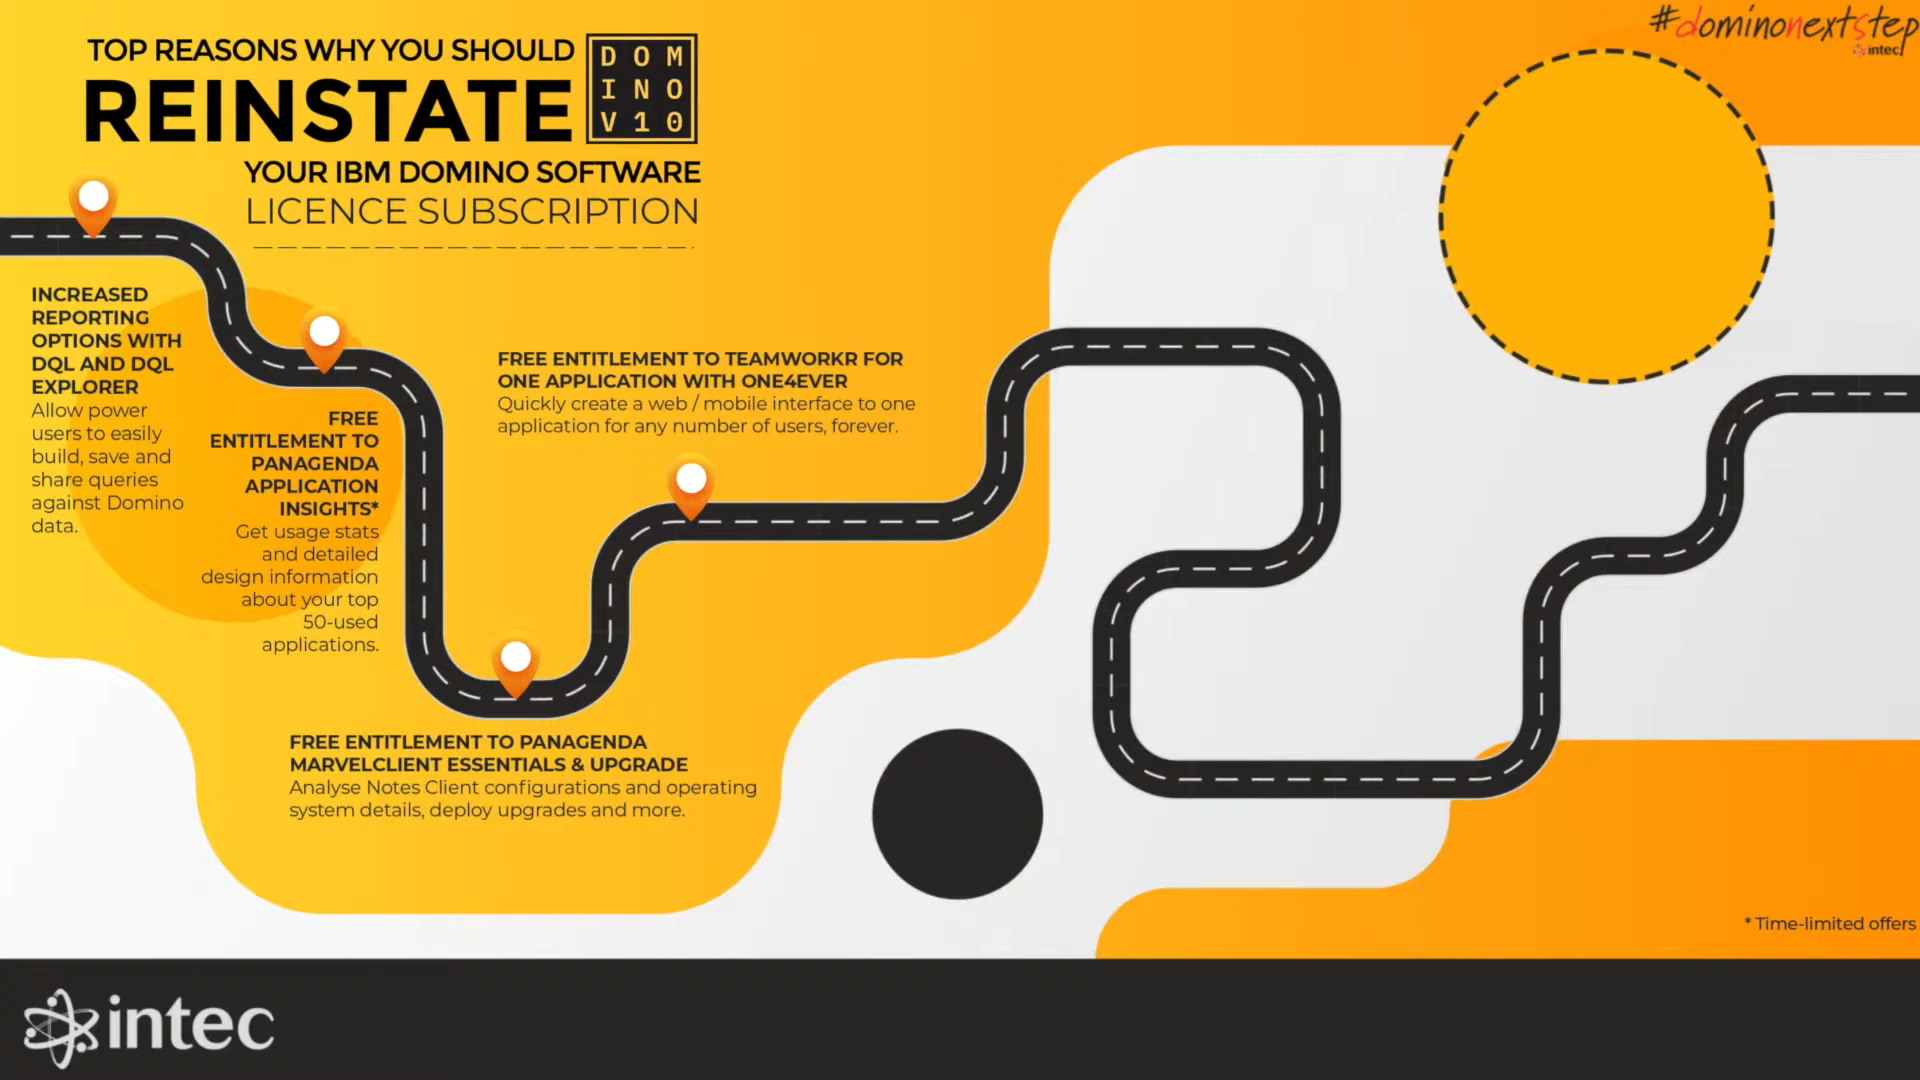 #dominonextstep
intec
TOP REASONS WHY YOU SHOULD
REINSTATE
DOM
INO
V10
YOUR IBM DOMINO SOFTWARE
LICENCE SUBSCRIPTION
INCREASED
REPORTING
OPTIONS WITH
DQL AND DQL
EXPLORER
Allow power
users to easily
build, save and
share queries
against Domino
data.
FREE
ENTITLEMENT TO
PANAGENDA
APPLICATION
INSIGHTS*
Get usage stats
and detailed
design information
about your top
50-used
applications.
FREE ENTITLEMENT TO PANAGENDA
MARVELCLIENT ESSENTIALS & UPGRADE
Analyse Notes Client configurations and operating
system details, deploy upgrades and more.
FREE ENTITLEMENT TO TEAMWORKR FOR
ONE APPLICATION WITH ONE4EVER
Quickly create a web / mobile interface to one
application for any number of users, forever.
* Time-limited offers
intec